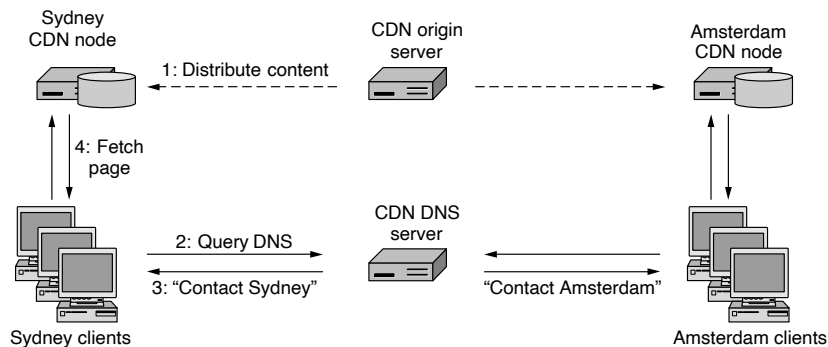 Sydney
CDN node
CDN origin
server
Amsterdam
CDN node
1: Distribute content
4: Fetch
page
CDN DNS
server
2: Query DNS
3: “Contact Sydney”
“Contact Amsterdam”
Sydney clients
Amsterdam clients